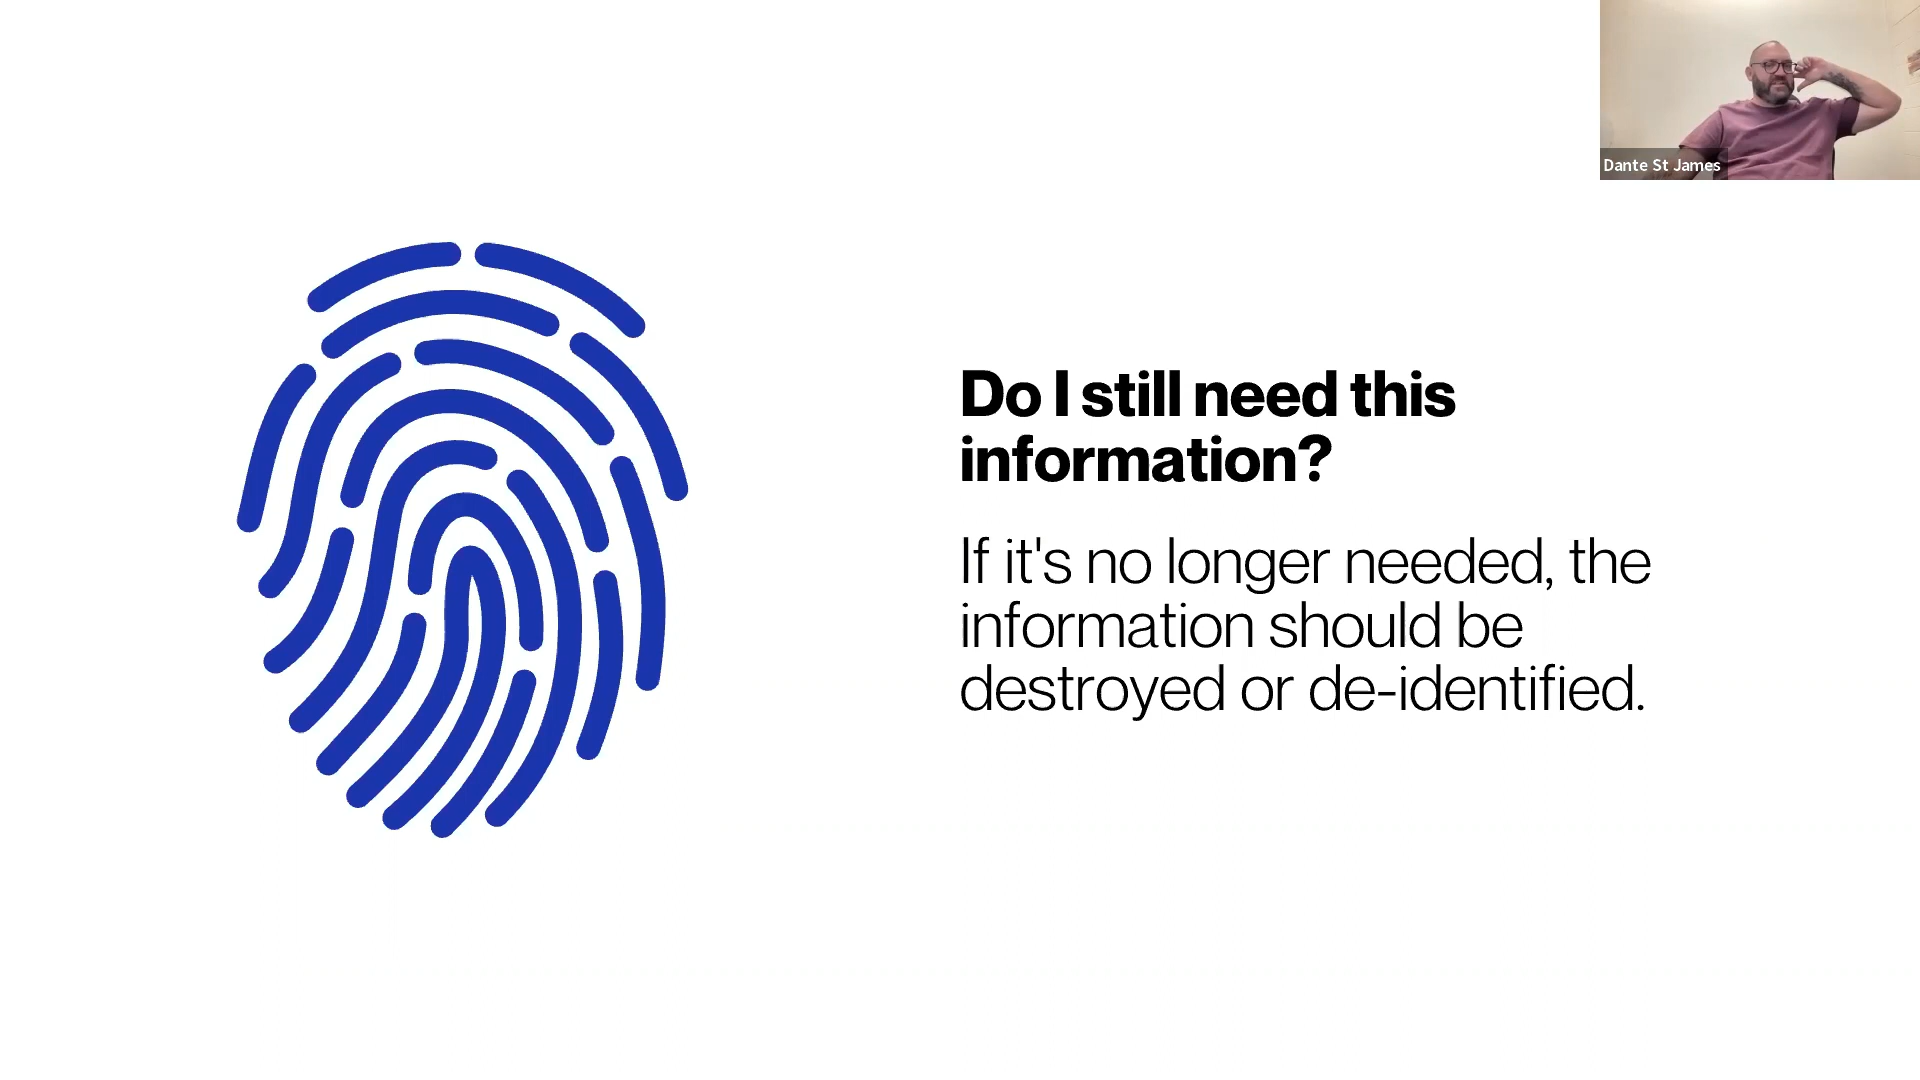 Dante St James
Do I still need this
information?
If it's no longer needed, the
information should be
destroyed or de-identified.